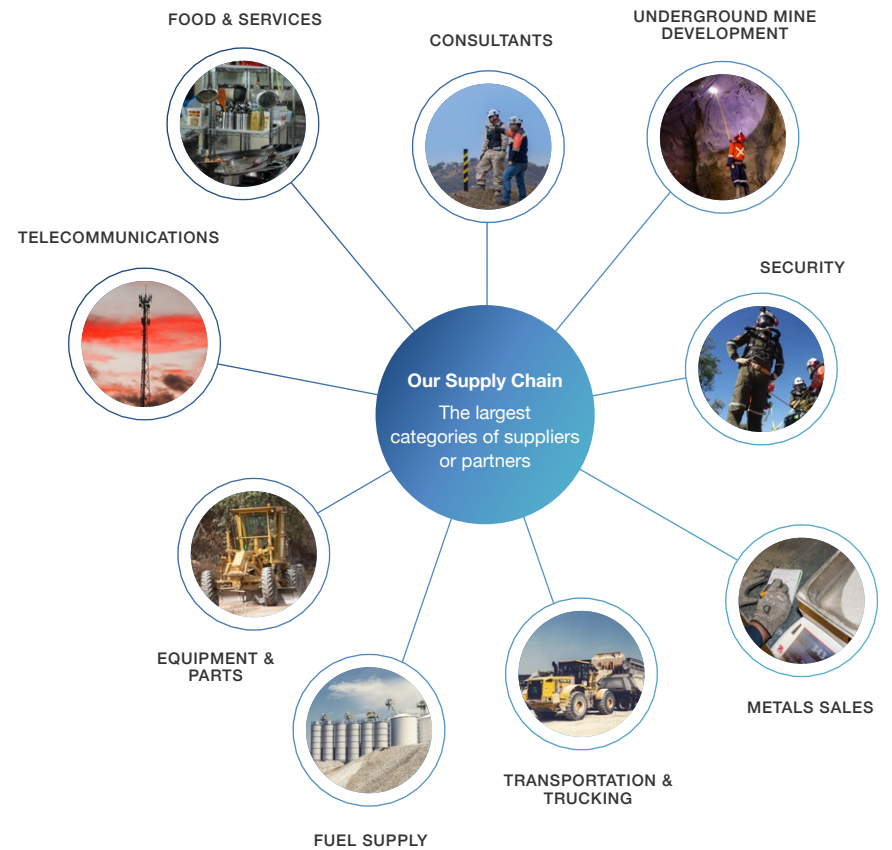 FOOD & SERVICES
CONSULTANTS
UNDERGROUND MINE
DEVELOPMENT
TELECOMMUNICATIONS
SECURITY
Our Supply Chain
The largest
categories of suppliers
or partners
EQUIPMENT &
PARTS
METALS SALES
TRANSPORTATION &
TRUCKING
FUEL SUPPLY